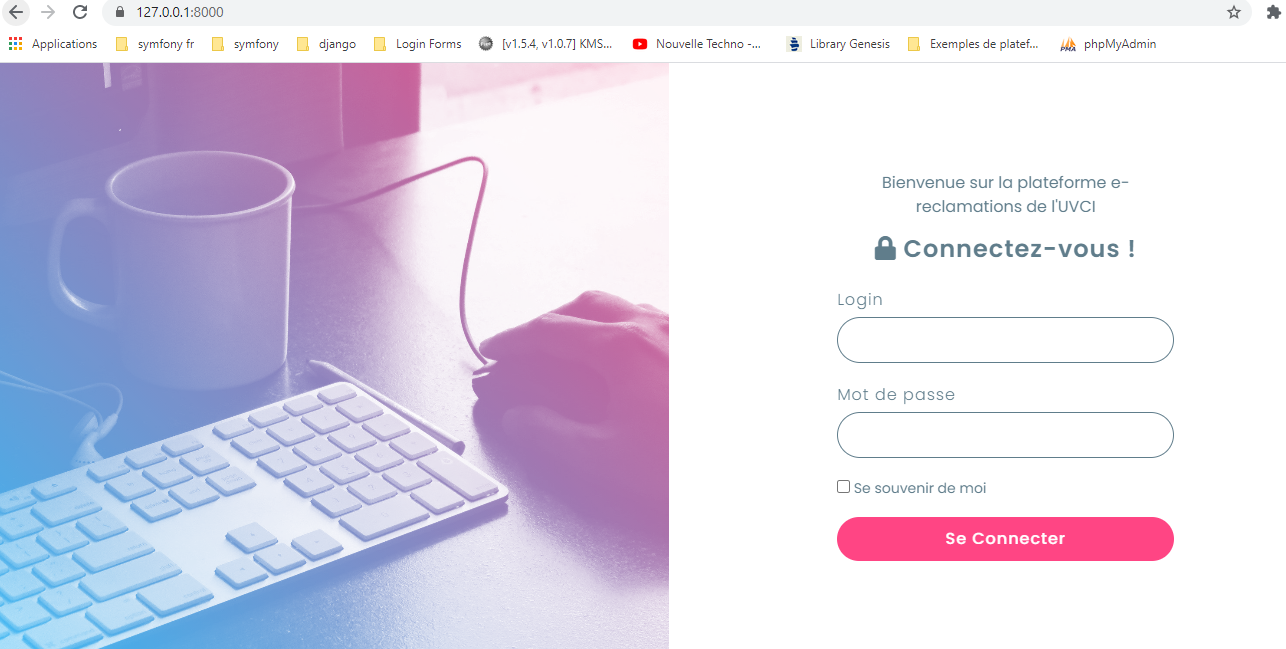 127.0.0.1:8000
Applications symfony fr symfony django Login Forms [v1.5.4, v1.0.7] KMS... Nouvelle Techno -... Library Genesis Exemples de platef... phpMyAdmin
Bienvenue sur la plateforme e-
reclamations de l'UVCI
Connectez-vous !
Login
Mot de passe
Se souvenir de moi
Se Connecter